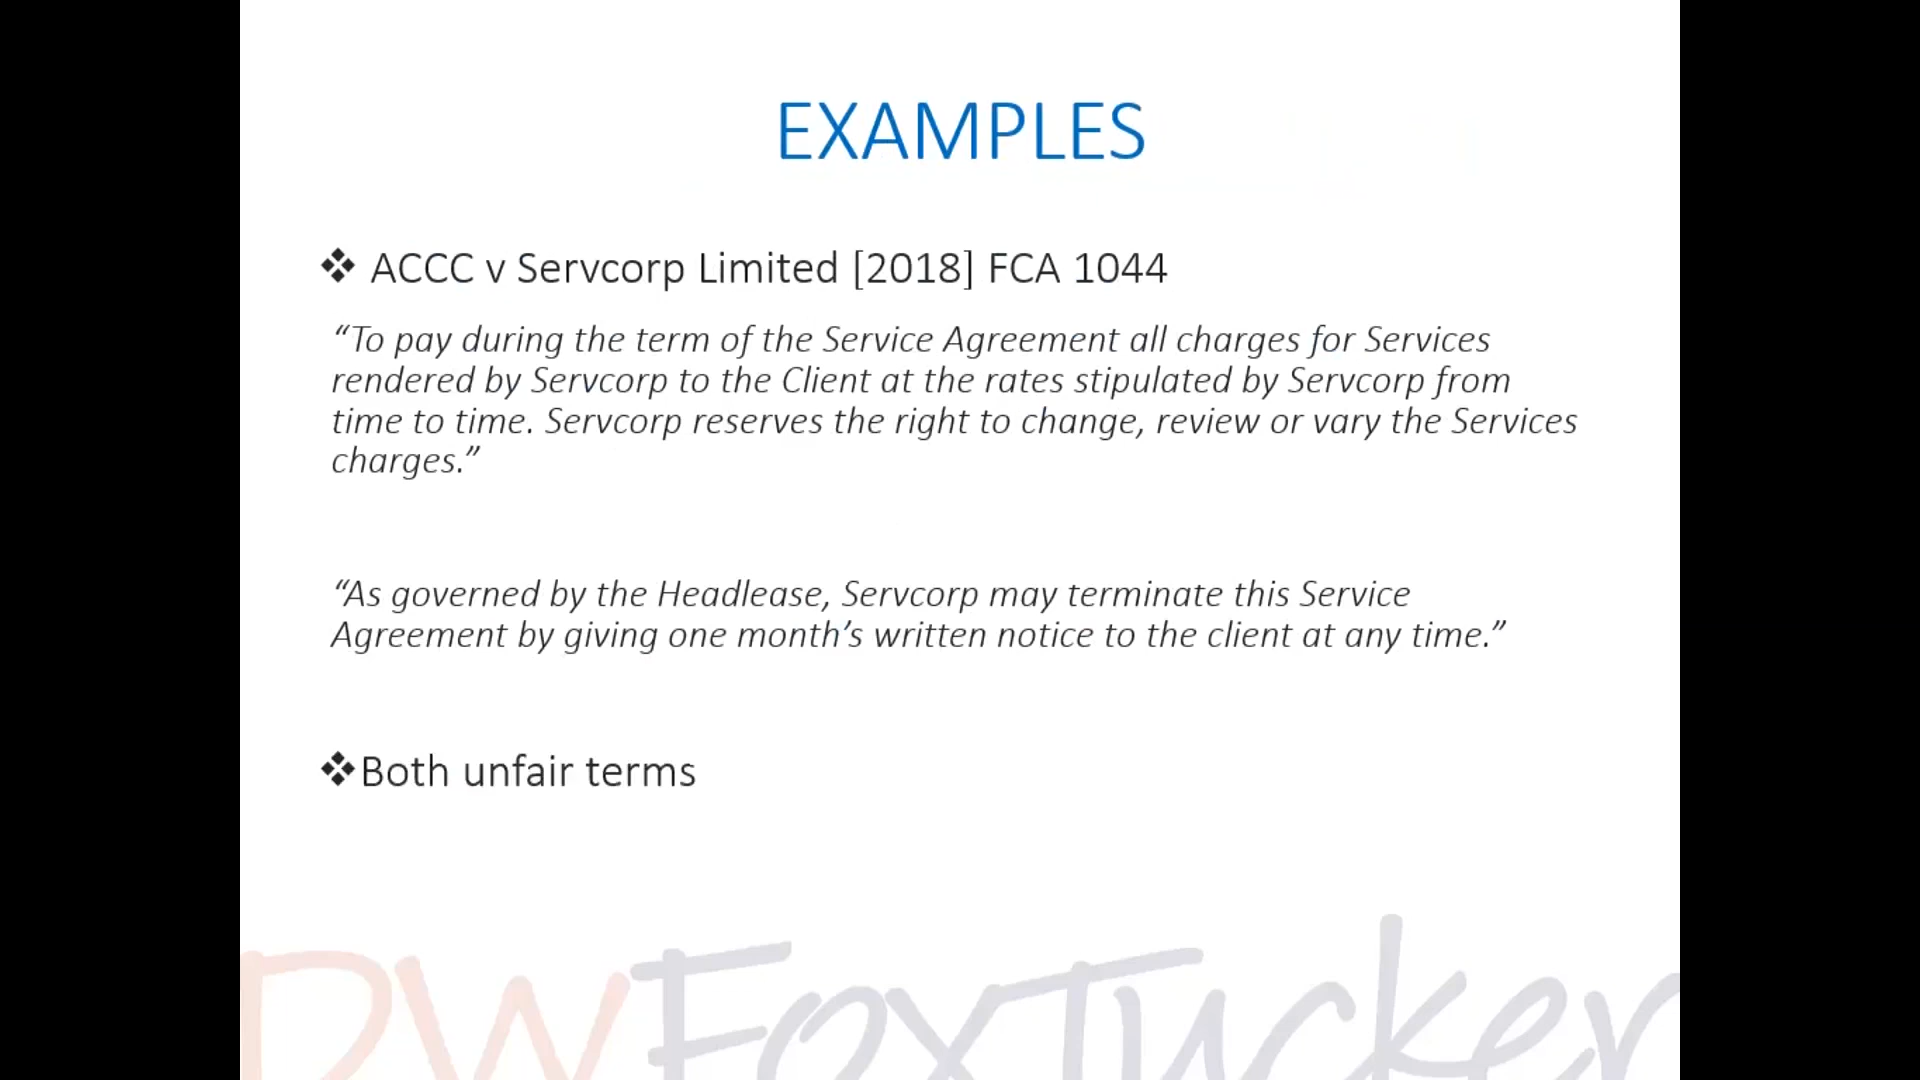 EXAMPLES
❖ ACCC v Servcorp Limited [2018] FCA 1044
“To pay during the term of the Service Agreement all charges for Services
rendered by Servcorp to the Client at the rates stipulated by Servcorp from
time to time. Servcorp reserves the right to change, review or vary the Services
charges.”
“As governed by the Headlease, Servcorp may terminate this Service
Agreement by giving one month’s written notice to the client at any time.”
❖Both unfair terms
DWFoxTucker